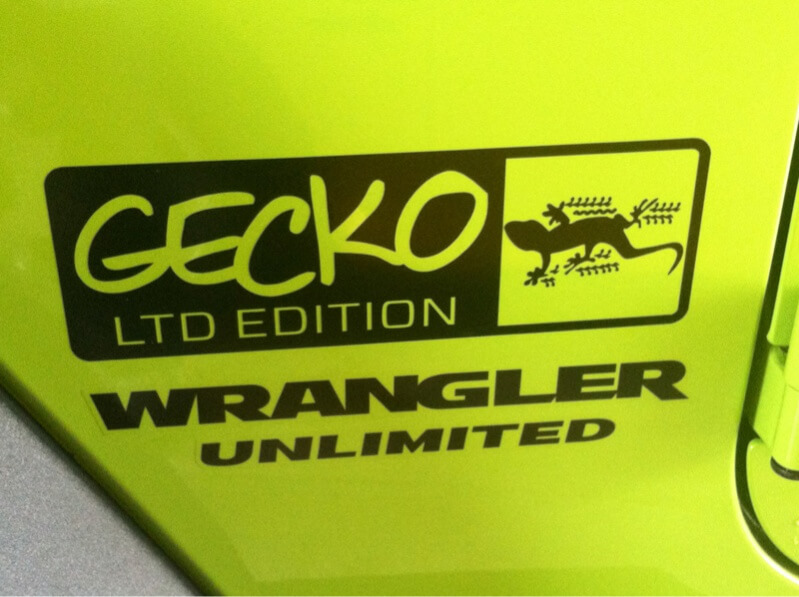 GECKO
LTD EDITION
WRANGLER
UNLIMITED